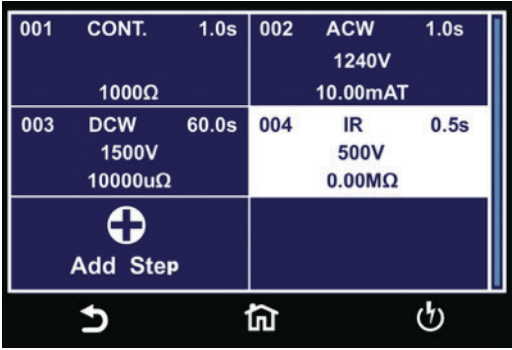 001 CONT. 1.0s
1000Ω
002 ACW 1.0s
1240V
10.00mAT
003 DCW 60.0s
1500V
10000uΩ
004 IR 0.5s
500V
0.00MΩ
Add Step